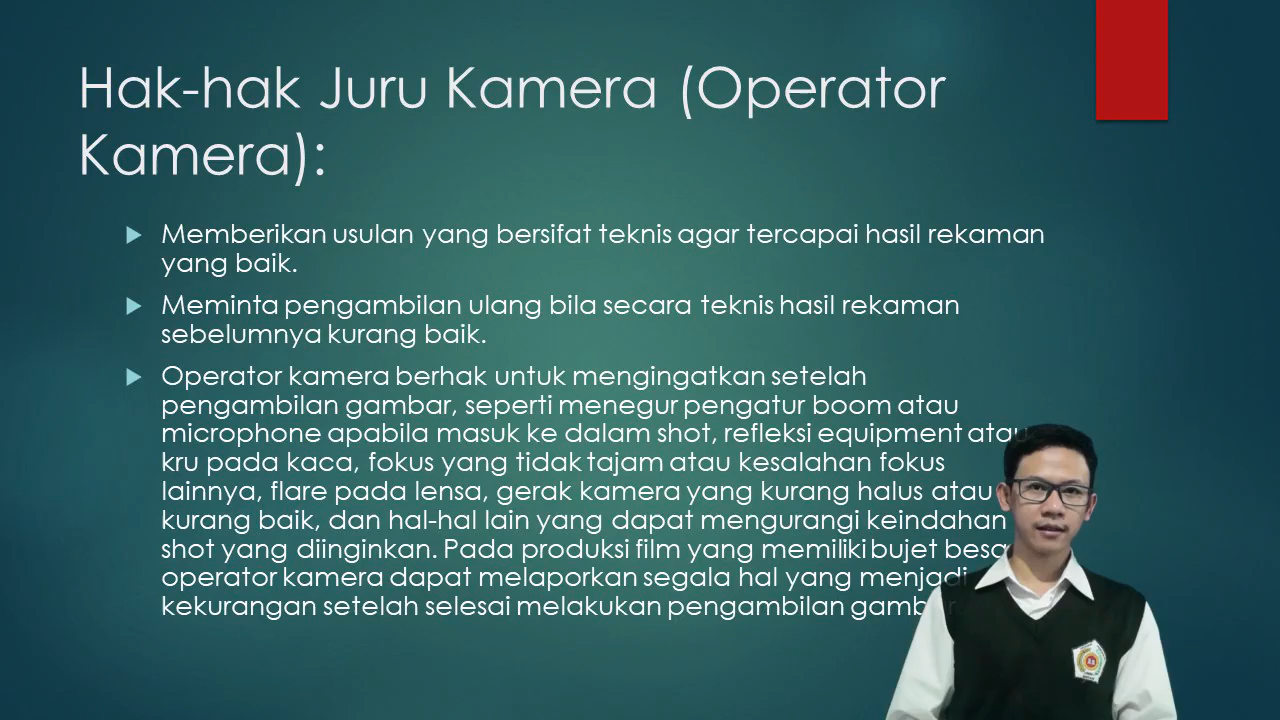 Hak-hak Juru Kamera (Operator
Kamera):
Memberikan usulan yang bersifat teknis agar tercapai hasil rekaman
yang baik.
Meminta pengambilan ulang bila secara teknis hasil rekaman
sebelumnya kurang baik.
Operator kamera berhak untuk mengingatkan setelah
pengambilan gambar, seperti menegur pengatur boom atau
microphone apabila masuk ke dalam shot, refleksi equipment atau
kru pada kaca, fokus yang tidak tajam atau kesalahan fokus
lainnya, flare pada lensa, gerak kamera yang kurang halus atau
kurang baik, dan hal-hal lain yang dapat mengurangi keindahan
shot yang diinginkan. Pada produksi film yang memiliki bujet
operator kamera dapat melaporkan segala hal yang menjadi
kekurangan setelah selesai melakukan pengambilan gambar